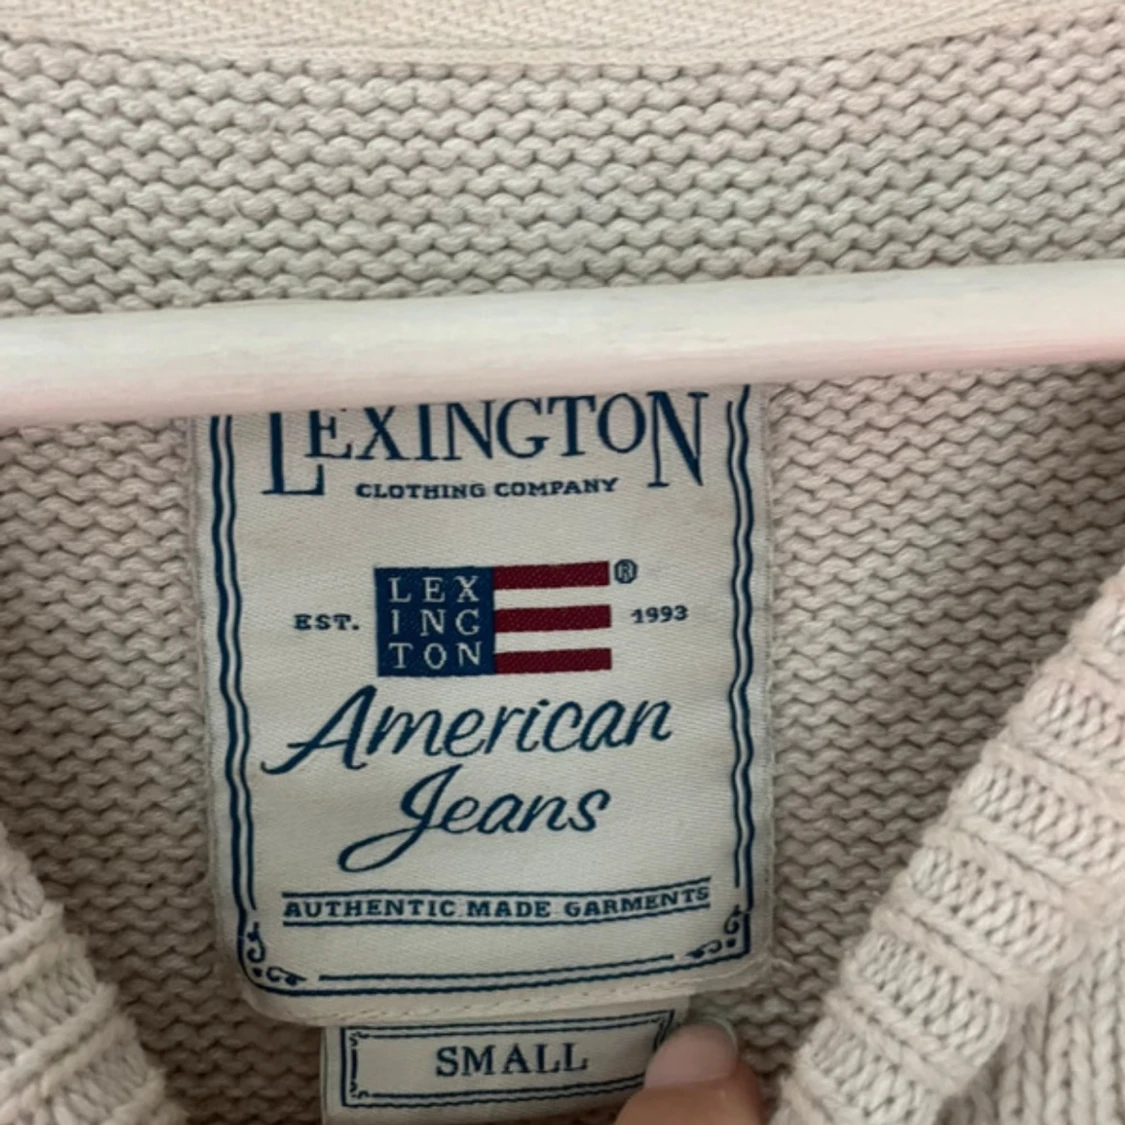 LEXINGTON
CLOTHING COMPANY
LEX
ING
TON
®
EST.
1993
American
Jeans
AUTHENTIC MADE GARMENTS
SMALL